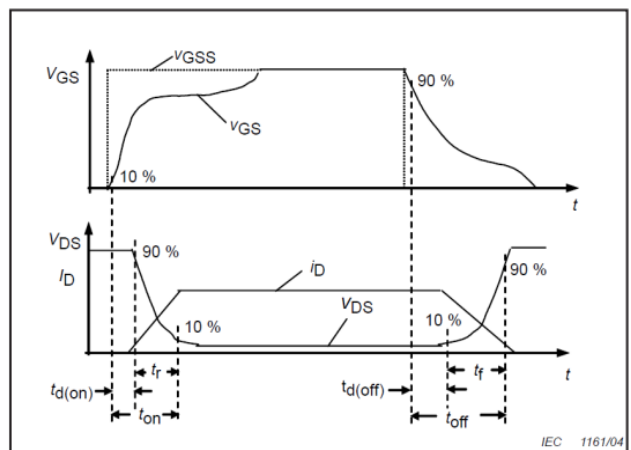 vGSS
VGS
90 %
vGS
10 %
t
VDS
90 %
iD
ID
90 %
VDS
10 %
10 %
tr
tf
t
td(on)
td(off)
ton
toff
IEC 1161/04